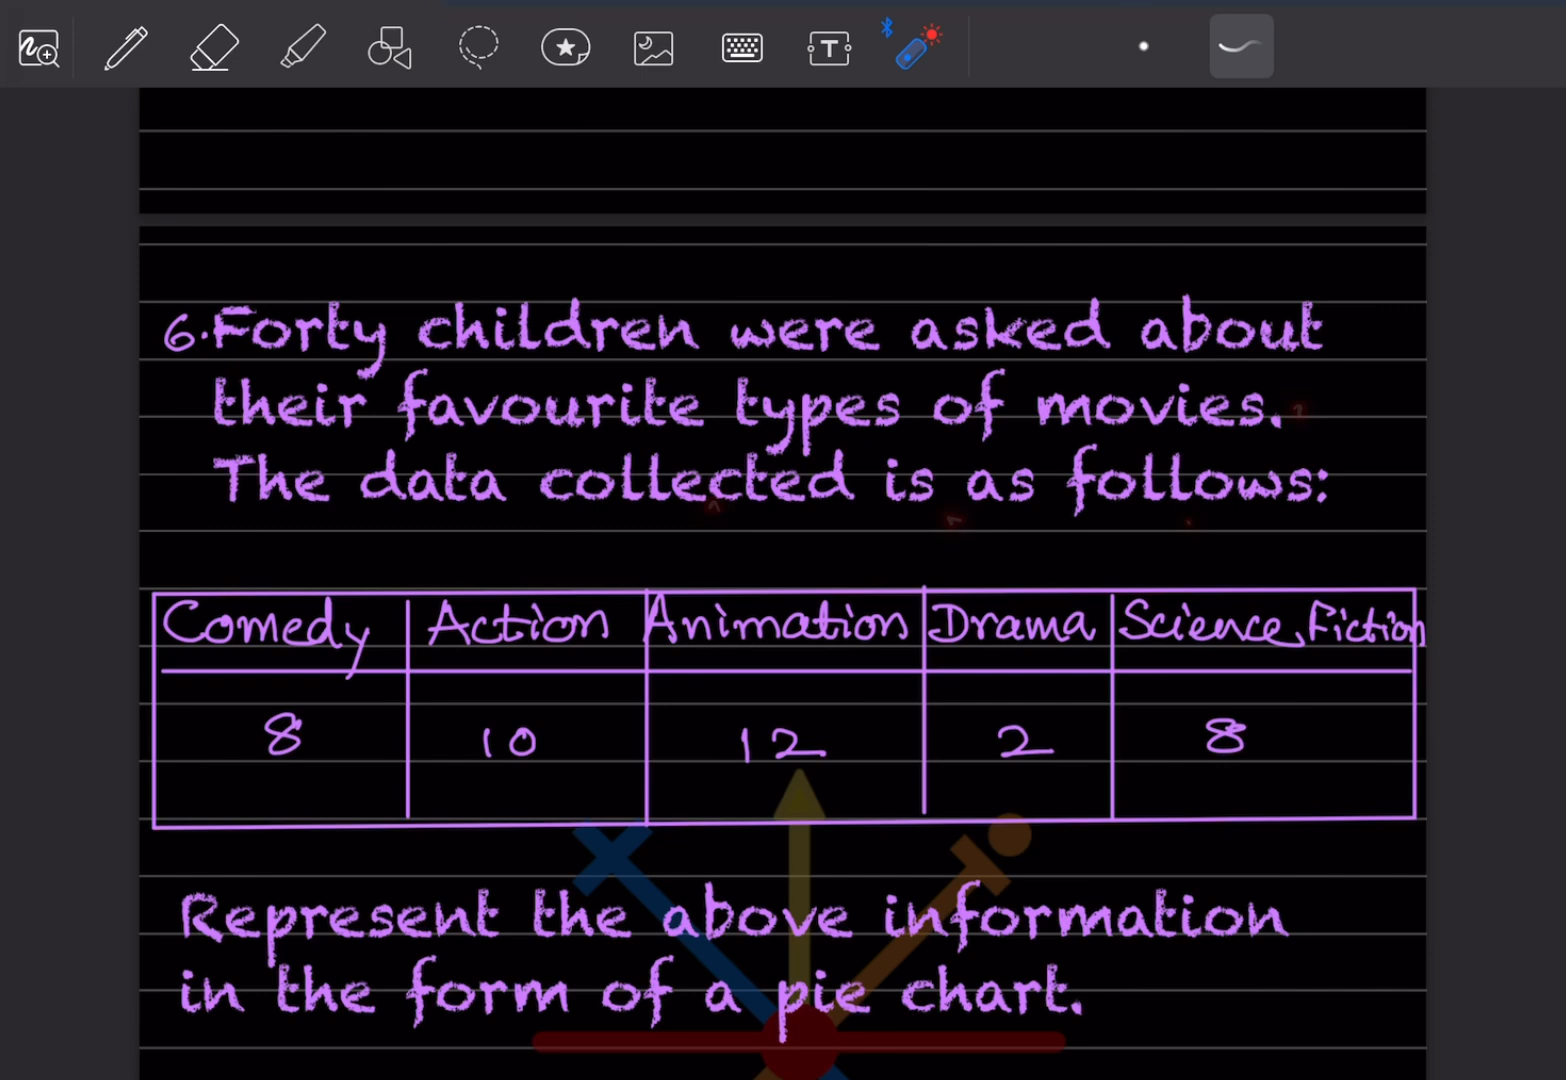 6. Forty children were asked about
their favourite types of movies.
The data collected is as follows:
Comedy Action Animation Drama Science Fiction
8 10 12 2 8
Represent the above information
in the form of a pie chart.